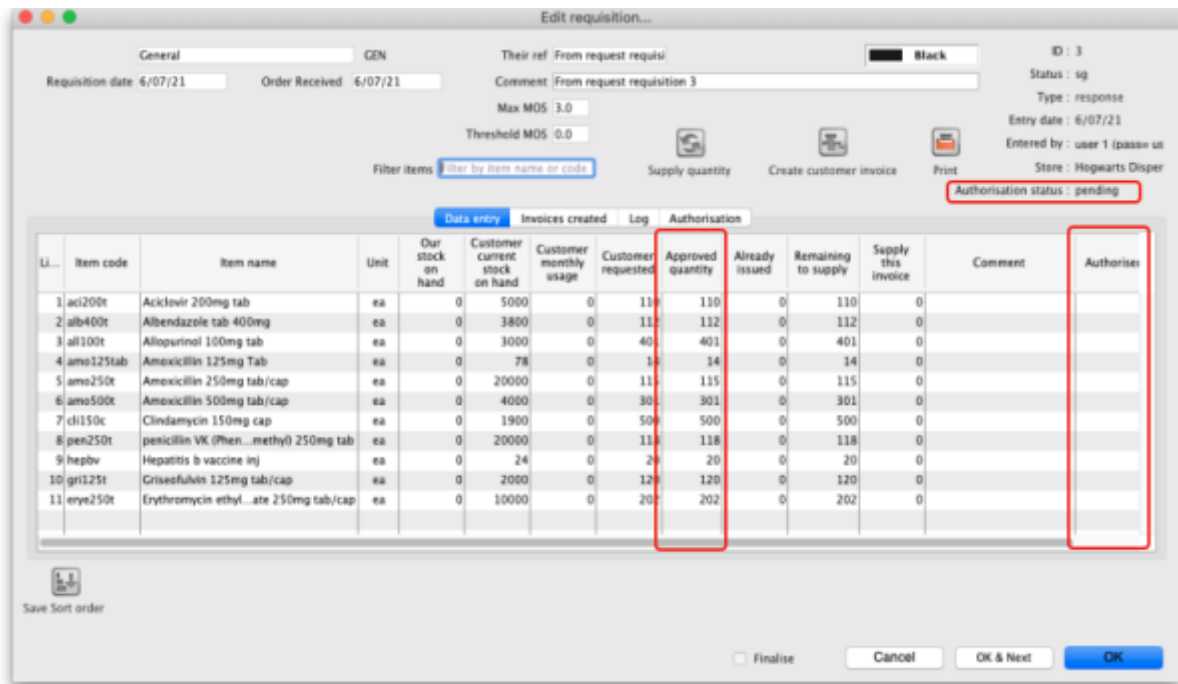 Edit requisition...
General GEN Their ref From request requisi Black ID : 3
Requisition date 6/07/21 Order Received 6/07/21 Comment From request requisition 3 Status : sg
Type : response
Max MOS 3.0
Entry date : 6/07/21
Threshold MOS 0.0
Entered by : user 1 (pass= us
Filter items Filter by item name or code Supply quantity Create customer invoice Print Store : Hogwarts Disper
Authorisation status : pending
Data entry Invoices created Log Authorisation
Li... Item code Item name Unit Our stock on hand Customer current stock on hand Customer monthly usage Customer requested Approved quantity Already issued Remaining to supply Supply this invoice Comment Authoriser
1 aci200t Aciclovir 200mg tab ea 0 5000 0 110 110 0 110 0
2 alb400t Albendazole tab 400mg ea 0 3800 0 112 112 0 112 0
3 all100t Allopurinol 100mg tab ea 0 3000 0 401 401 0 401 0
4 amo125tab Amoxicillin 125mg Tab ea 0 78 0 14 14 0 14 0
5 amo250t Amoxicillin 250mg tab/cap ea 0 20000 0 115 115 0 115 0
6 amo500t Amoxicillin 500mg tab/cap ea 0 4000 0 301 301 0 301 0
7 cli150c Clindamycin 150mg cap ea 0 1900 0 500 500 0 500 0
8 pen250t penicillin VK (Phen...methyl) 250mg tab ea 0 20000 0 118 118 0 118 0
9 hepbv Hepatitis b vaccine inj ea 0 24 0 20 20 0 20 0
10 gri125t Griseofulvin 125mg tab/cap ea 0 2000 0 120 120 0 120 0
11 erye250t Erythromycin ethyl...ate 250mg tab/cap ea 0 10000 0 202 202 0 202 0
Save Sort order
Finalise Cancel OK & Next OK